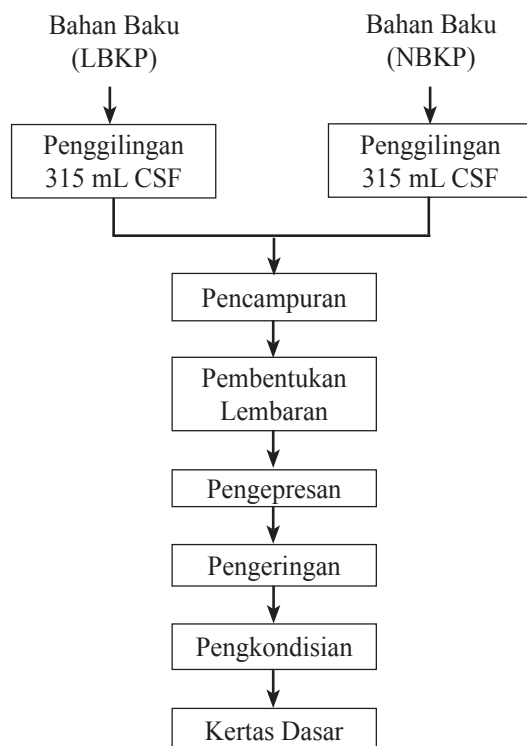 Bahan Baku
(LBKP)
Bahan Baku
(NBKP)
Penggilingan
315 mL CSF
Penggilingan
315 mL CSF
Pencampuran
Pembentukan
Lembaran
Pengepresan
Pengeringan
Pengkondisian
Kertas Dasar